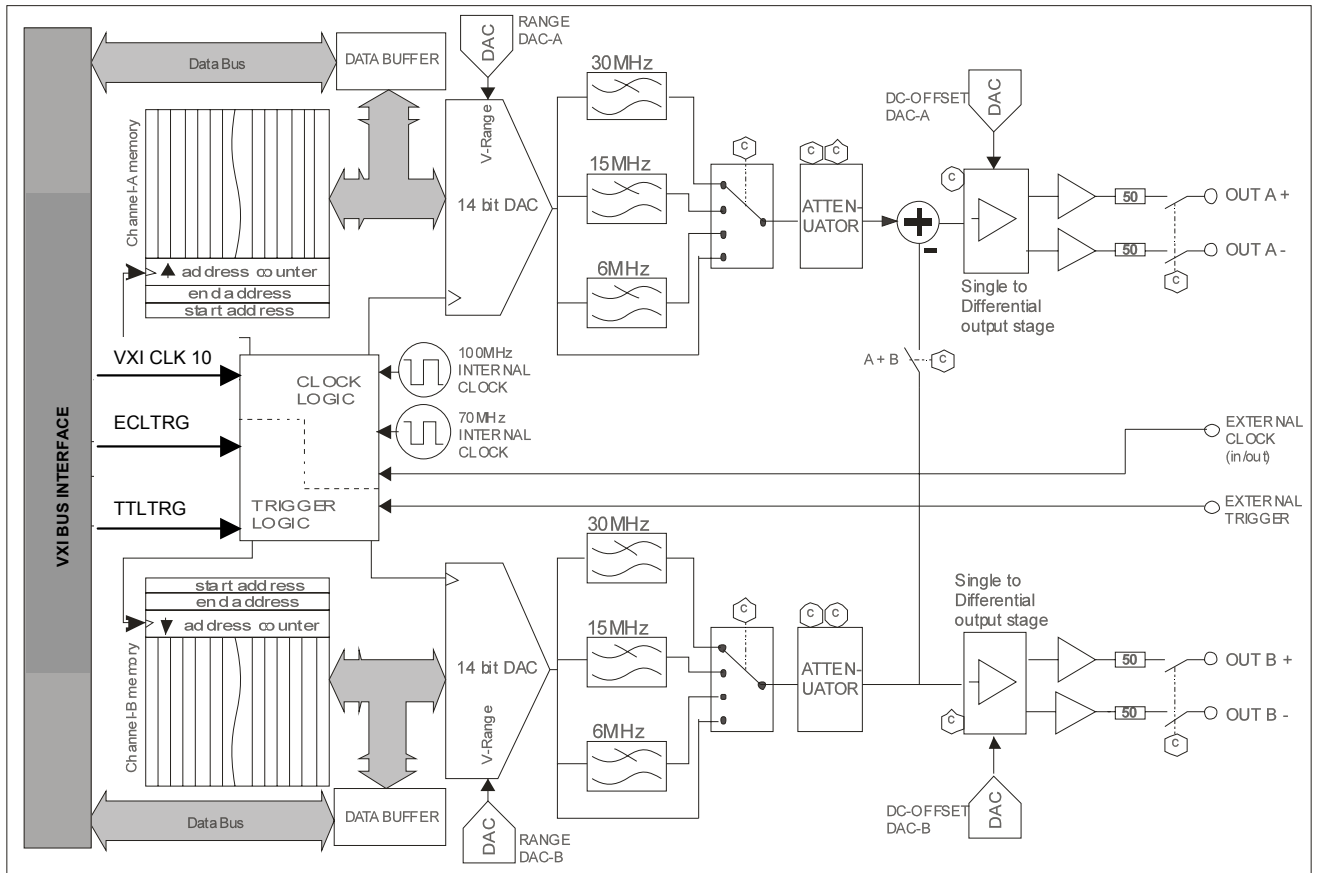 RANGE
DAC-A
DAC
Data Bus
DATA BUFFER
30MHz
DC-OFFSET
DAC-A
DAC
Channel-A memory
V-Range
14 bit DAC
15MHz
C
C
C
ATTEN-
UATOR
C
50
OUT A +
50
OUT A -
C
address counter
end address
start address
6MHz
Single to
Differential
output stage
VXI CLK 10
CLOCK
LOGIC
100MHz
INTERNAL
CLOCK
A + B
C
70MHz
INTERNAL
CLOCK
ECLTRG
EXTERNAL
CLOCK
(in/out)
VXI BUS INTERFACE
TTLTRG
TRIGGER
LOGIC
EXTERNAL
TRIGGER
30MHz
start address
end address
address counter
Channel-B memory
14 bit DAC
V-Range
15MHz
C
C
C
ATTEN-
UATOR
Single to
Differential
output stage
50
OUT B +
C
50
OUT B -
C
6MHz
Data Bus
DATA BUFFER
DAC
RANGE
DAC-B
DC-OFFSET
DAC-B
DAC